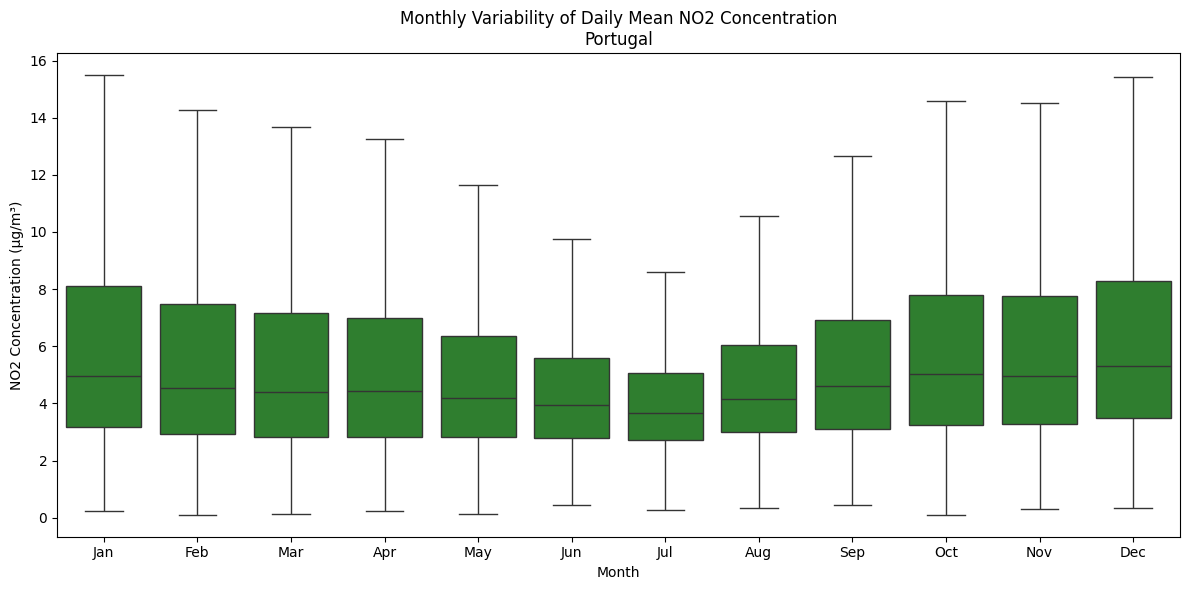 Monthly Variability of Daily Mean NO2 Concentration
Portugal
NO2 Concentration (μg/m³)
16
14
12
10
8
6
4
2
0
Jan Feb Mar Apr May Jun Jul Aug Sep Oct Nov Dec
Month